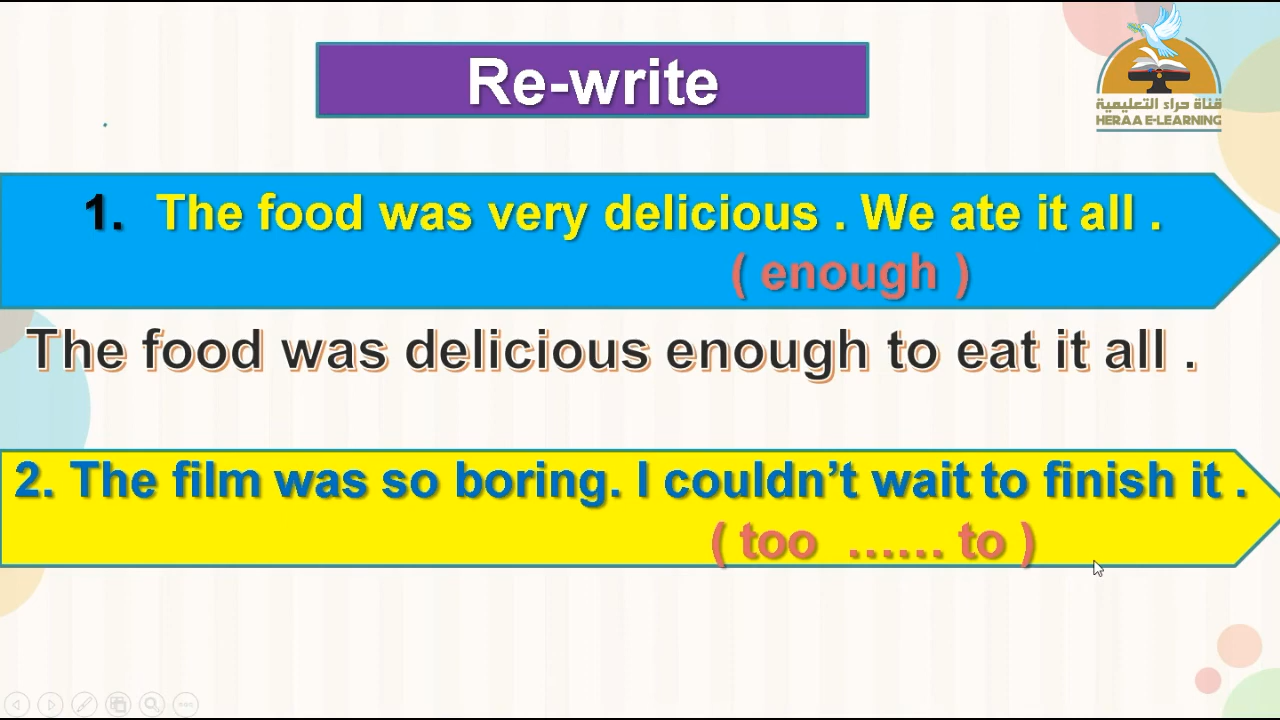 Re-write
قناة حراء التعليمية
HERAA E-LEARNING
1. The food was very delicious . We ate it all .
( enough )
The food was delicious enough to eat it all .
2. The film was so boring. I couldn’t wait to finish it .
( too ...... to )